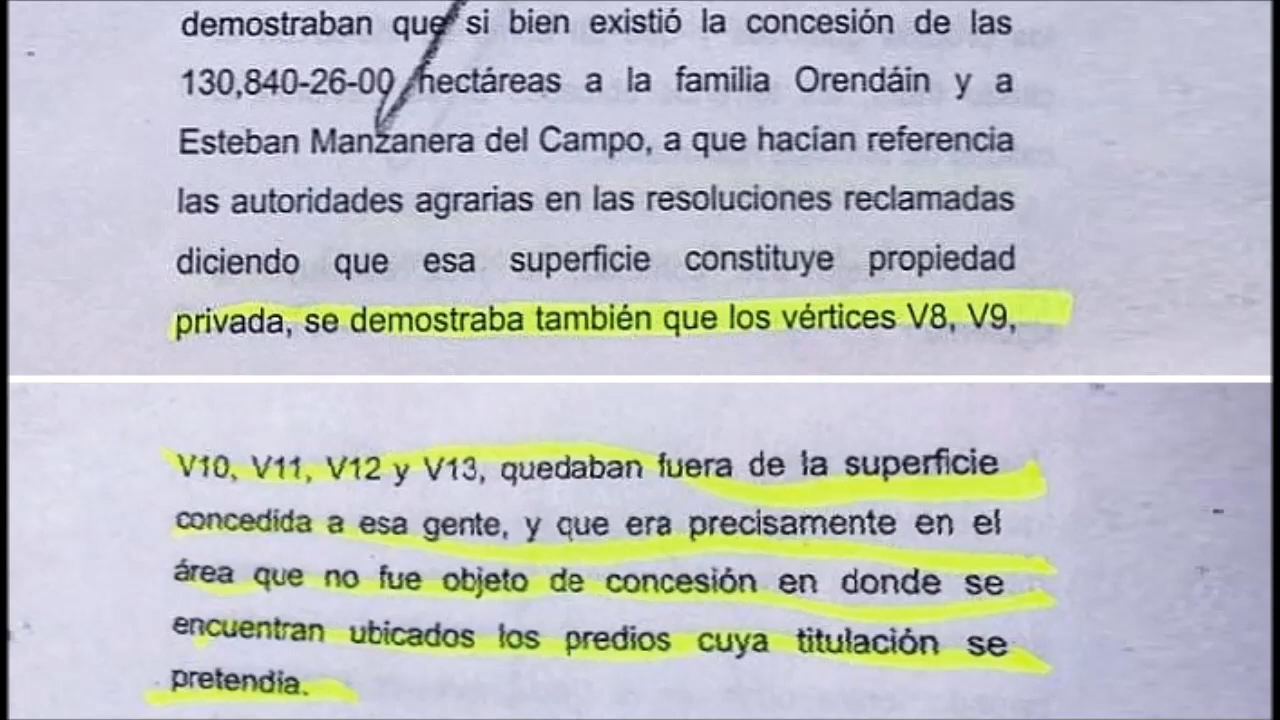 demostraban que si bien existió la concesión de las
130,840-26-00 hectáreas a la familia Orendáin y a
Esteban Manzanera del Campo, a que hacían referencia
las autoridades agrarias en las resoluciones reclamadas
diciendo que esa superficie constituye propiedad
privada, se demostraba también que los vértices V8, V9,
V10, V11, V12 y V13, quedaban fuera de la superficie
concedida a esa gente, y que era precisamente en el
área que no fue objeto de concesión en donde se
encuentran ubicados los predios cuya titulación se
pretendía.